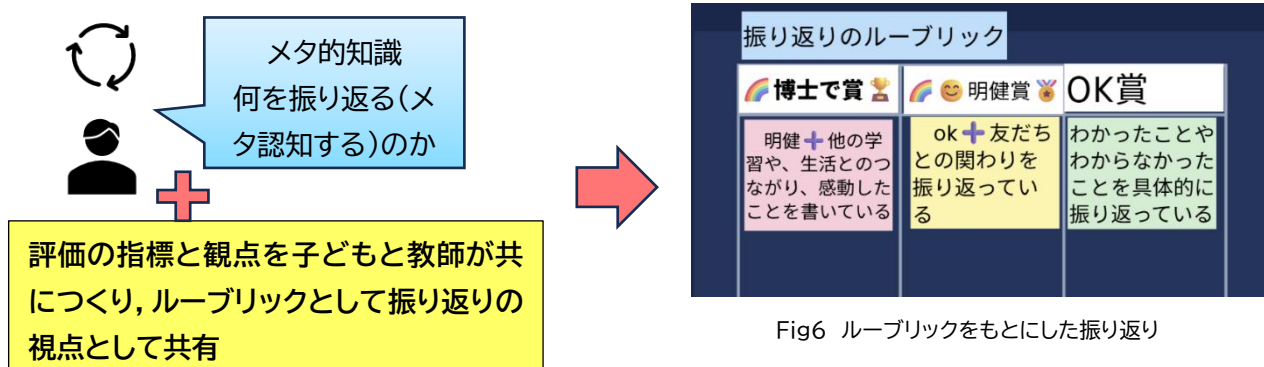 メタ的知識
何を振り返る(メ
タ認知する)のか
評価の指標と観点を子どもと教師が共
につくり,ルーブリックとして振り返りの
視点として共有
振り返りのルーブリック
🌈博士で賞🏆
明健➕他の学
習や、生活とのつ
ながり、感動した
ことを書いている
🌈😊明健賞🏅
ok➕友だち
との関わりを
振り返ってい
る
OK賞
わかったことや
わからなかった
ことを具体的に
振り返っている
Fig6 ルーブリックをもとにした振り返り